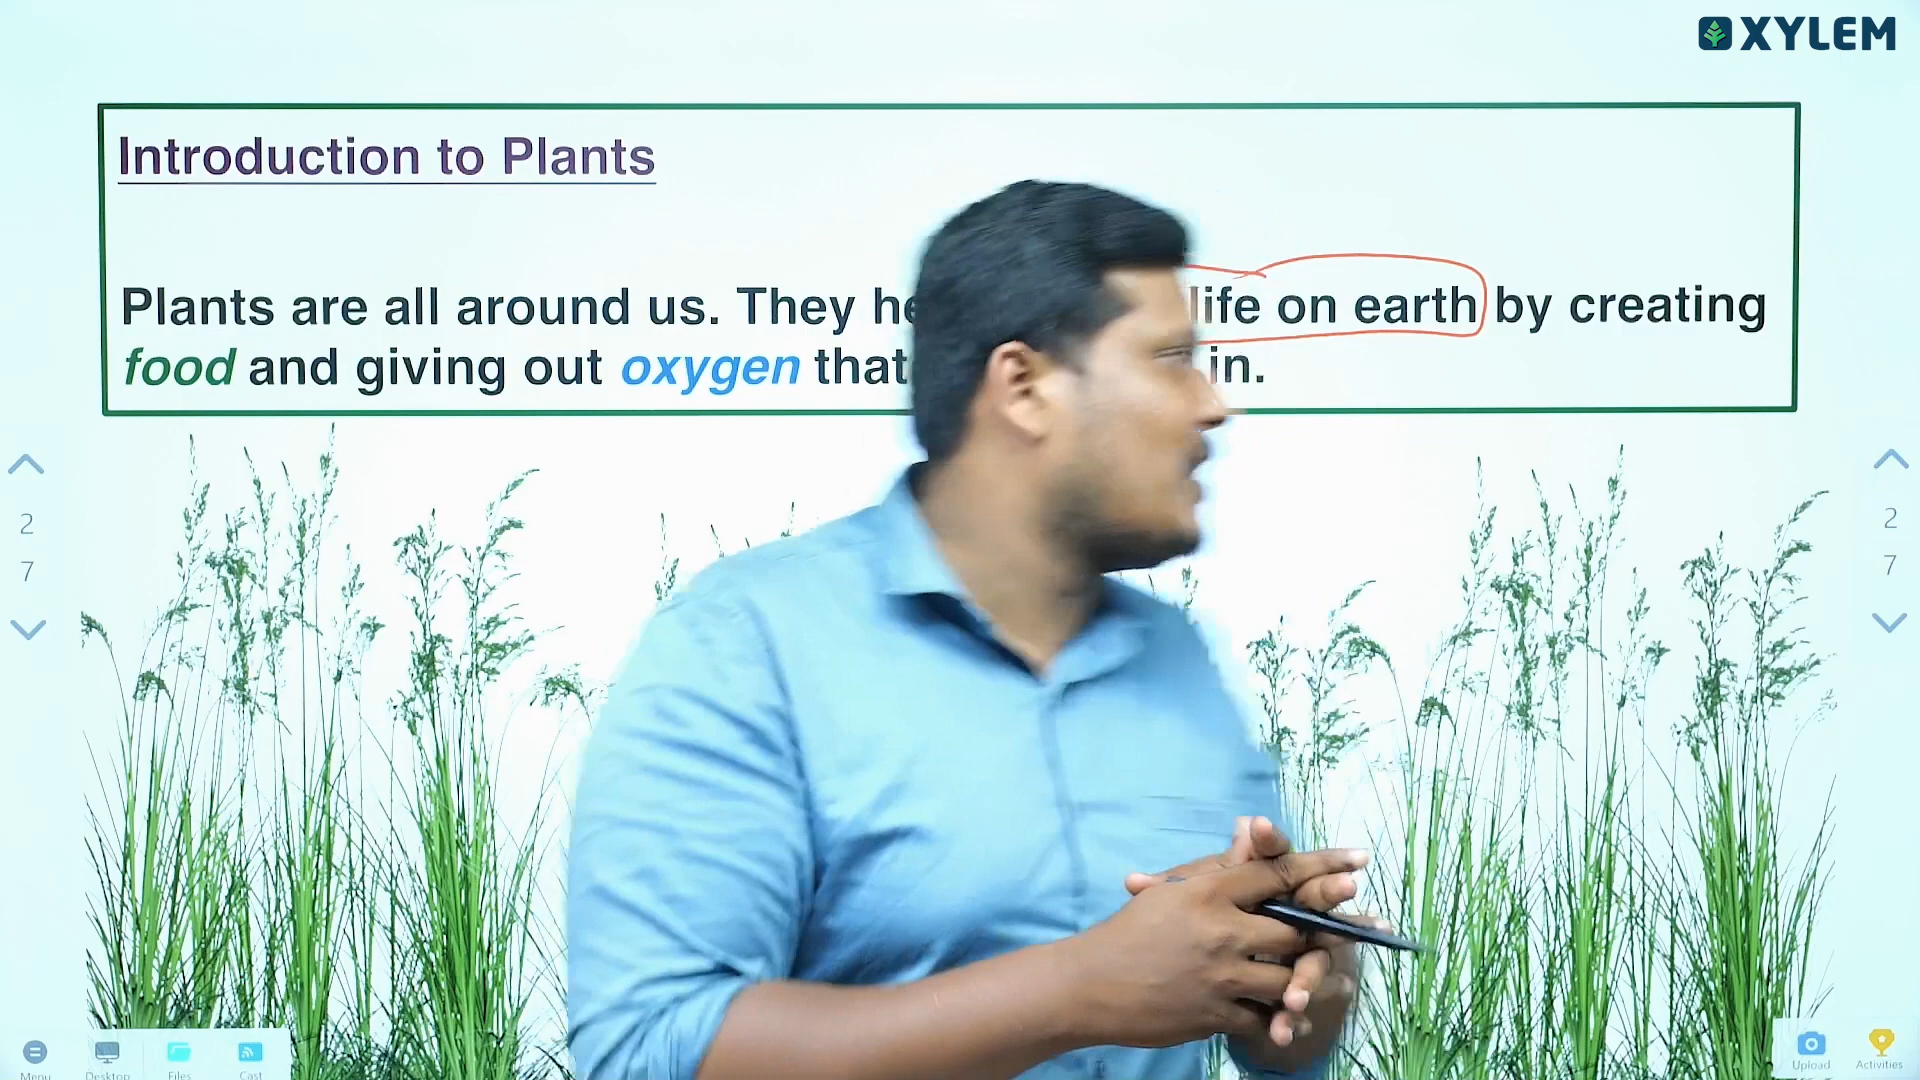 XYLEM
Introduction to Plants
Plants are all around us. They life on earth by creating
food and giving out oxygen that in.
2
7
2
7
Menu Desktop Files Cast
Upload Activities